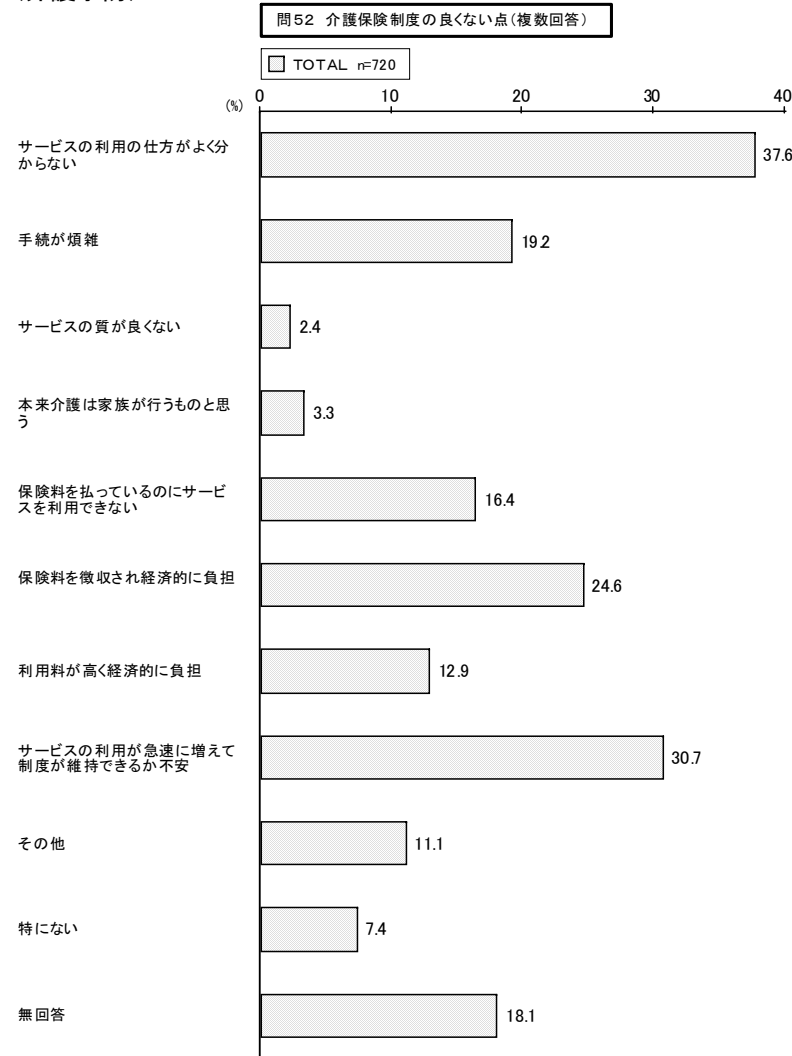 問52 介護保険制度の良くない点(複数回答)
TOTAL n=720
(%)
0 10 20 30 40
サービスの利用の仕方がよく分
からない
37.6
手続が煩雑
19.2
サービスの質が良くない
2.4
本来介護は家族が行うものと思
う
3.3
保険料を払っているのにサービ
スを利用できない
16.4
保険料を徴収され経済的に負担
24.6
利用料が高く経済的に負担
12.9
サービスの利用が急速に増えて
制度が維持できるか不安
30.7
その他
11.1
特にない
7.4
無回答
18.1